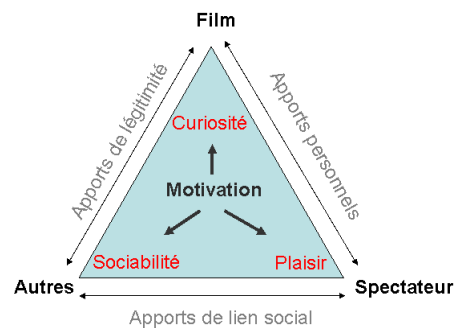 Film
Apports de légitimité
Apports personnels
Curiosité
Motivation
Sociabilité
Plaisir
Autres
Spectateur
Apports de lien social